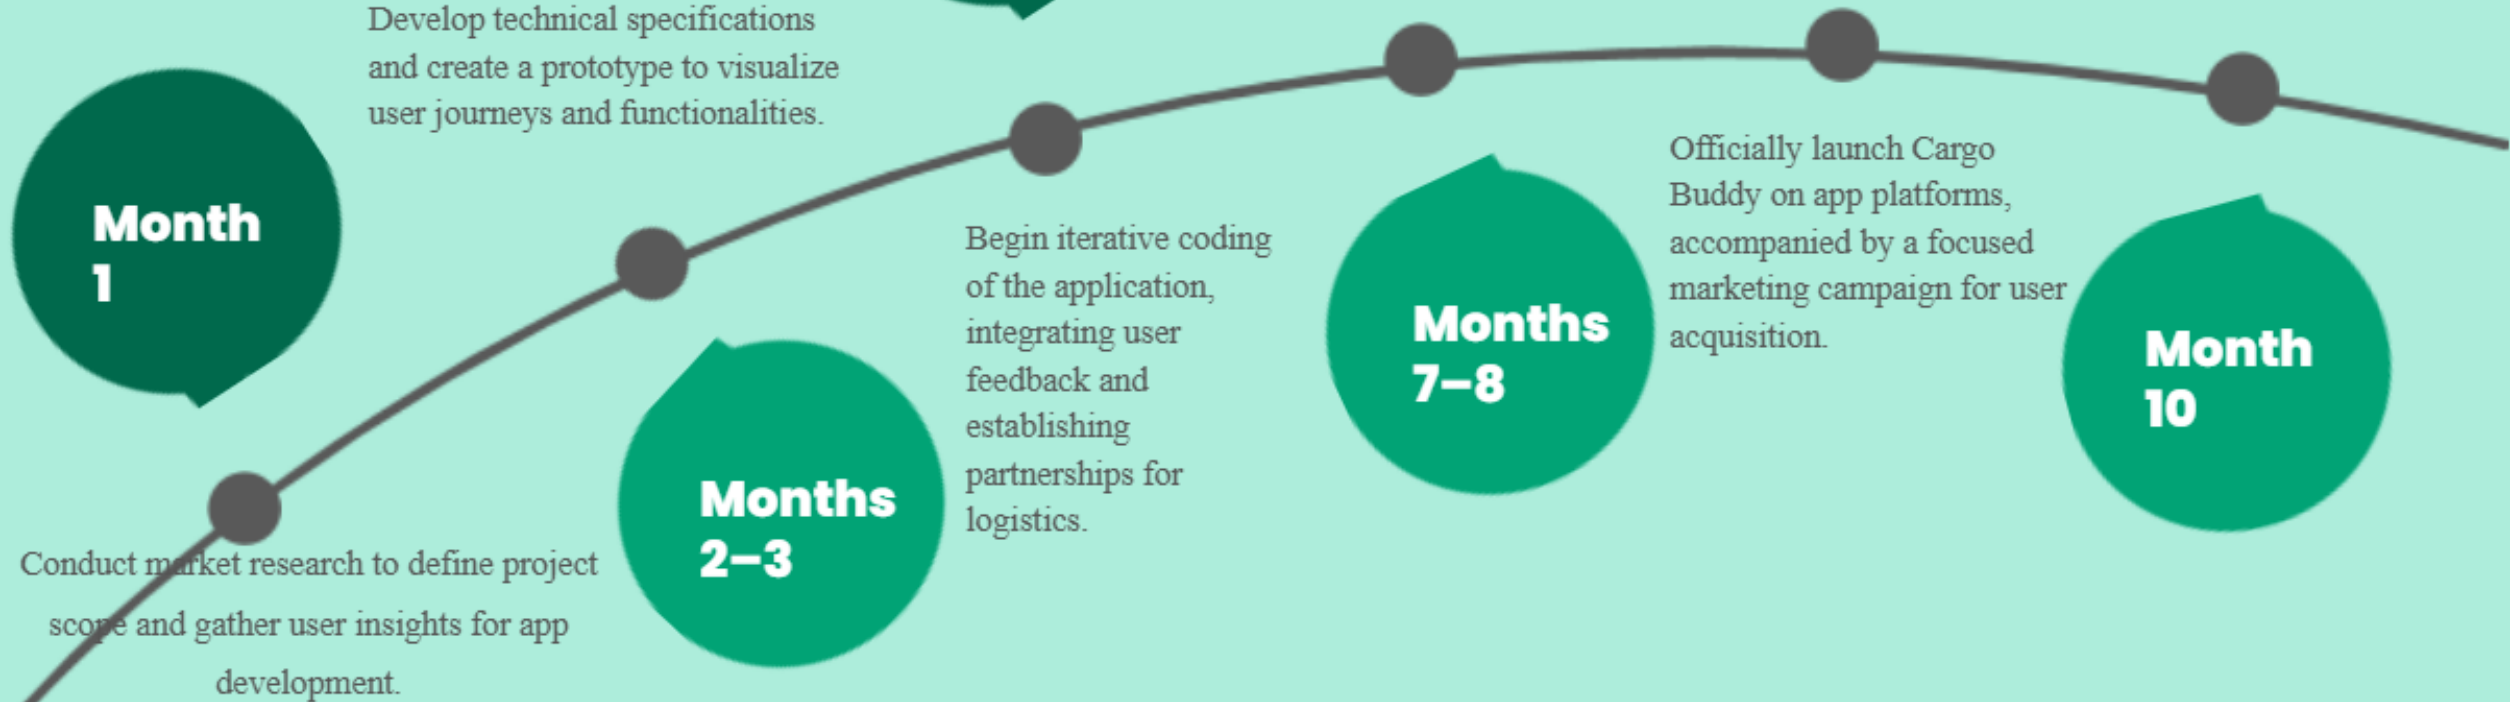 Develop technical specifications
and create a prototype to visualize
user journeys and functionalities.
Month
1
Conduct market research to define project
scope and gather user insights for app
development.
Months
2–3
Begin iterative coding
of the application,
integrating user
feedback and
establishing
partnerships for
logistics.
Months
7–8
Officially launch Cargo
Buddy on app platforms,
accompanied by a focused
marketing campaign for user
acquisition.
Month
10